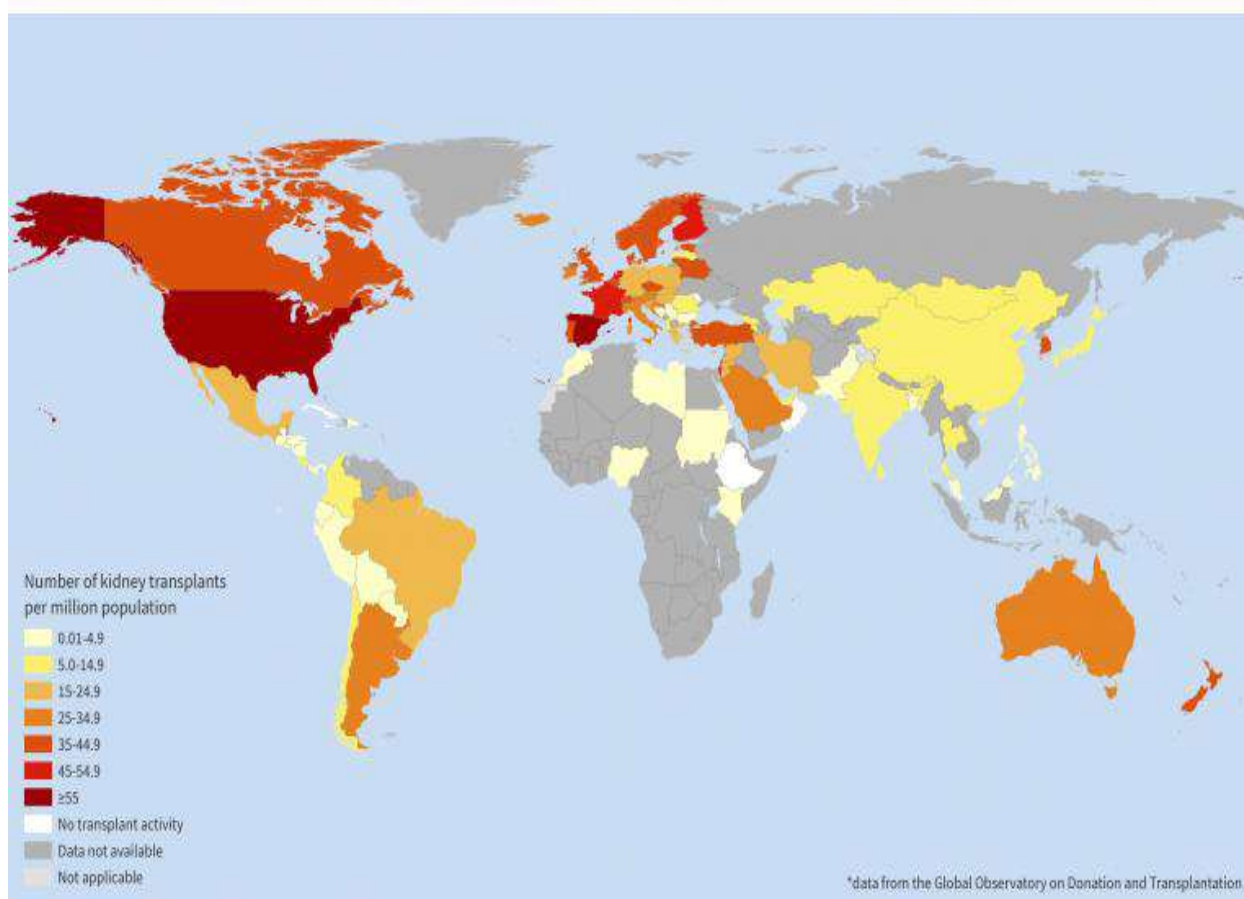 Number of kidney transplants
per million population
0.01-4.9
5.0-14.9
15-24.9
25-34.9
35-44.9
45-54.9
≥55
No transplant activity
Data not available
Not applicable
*data from the Global Observatory on Donation and Transplantation